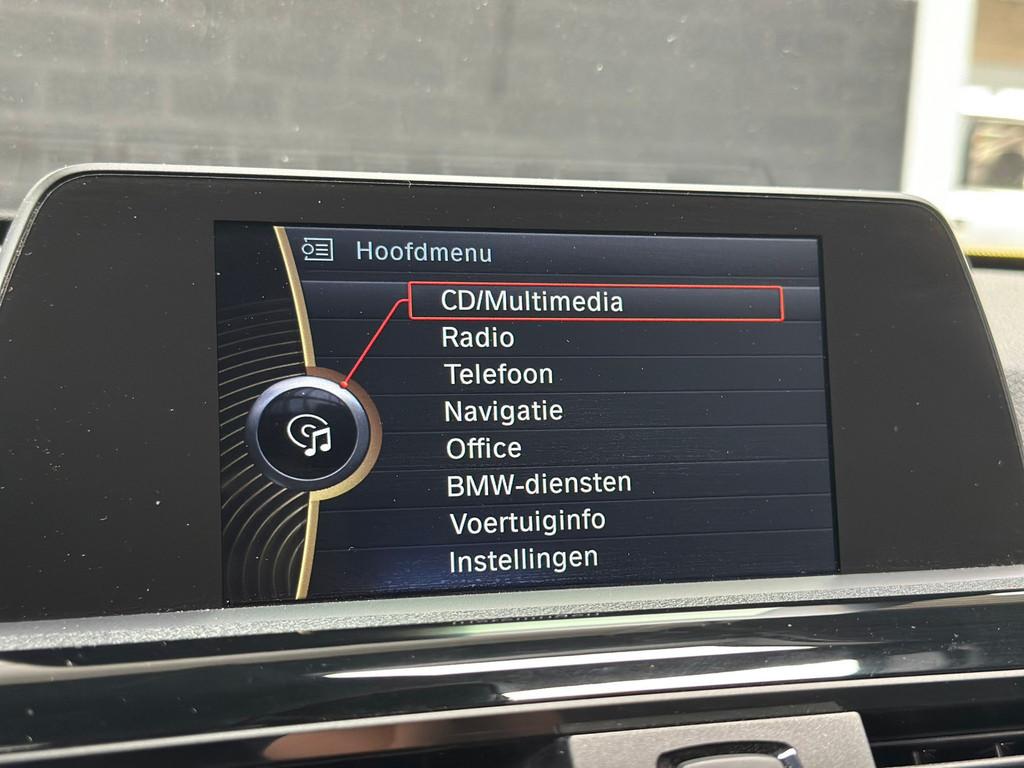 Hoofdmenu
CD/Multimedia
Radio
Telefoon
Navigatie
Office
BMW-diensten
Voertuiginfo
Instellingen